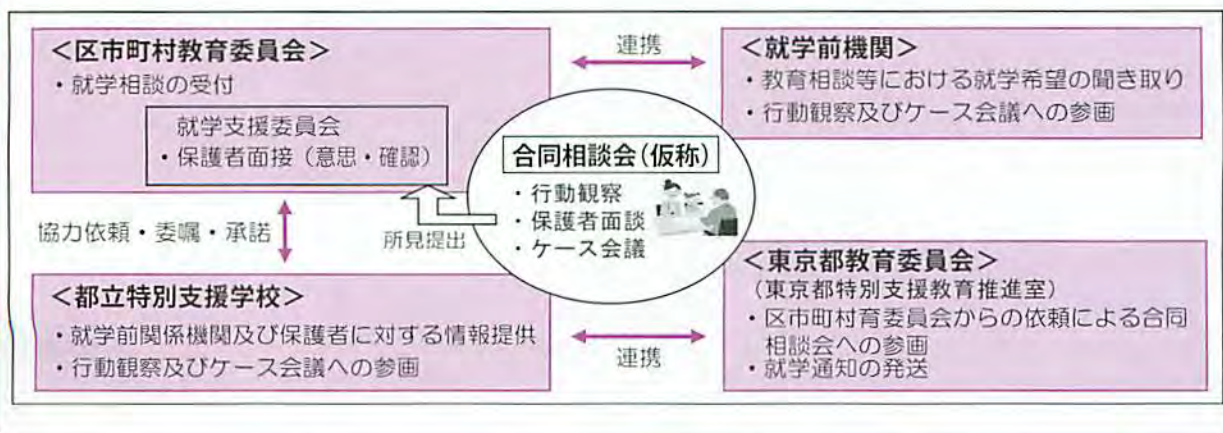 <区市町村教育委員会>
・就学相談の受付
就学支援委員会
・保護者面接（意思・確認）
連携
<就学前機関>
・教育相談等における就学希望の聞き取り
・行動観察及びケース会議への参画
合同相談会（仮称）
・行動観察
・保護者面談
・ケース会議
協力依頼・委嘱・承諾
所見提出
<都立特別支援学校>
・就学前関係機関及び保護者に対する情報提供
・行動観察及びケース会議への参画
連携
<東京都教育委員会>
（東京都特別支援教育推進室）
・区市町村育委員会からの依頼による合同
相談会への参画
・就学通知の発送